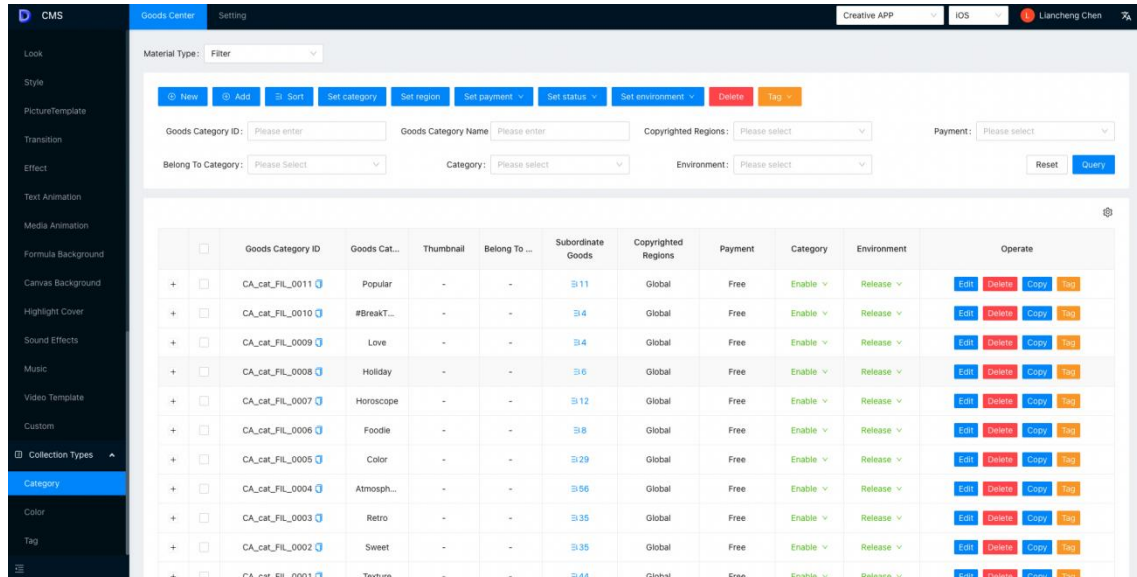 CMS Goods Center Setting Creative APP iOS L Liancheng Chen
Look
Style
PictureTemplate
Transition
Effect
Text Animation
Media Animation
Formula Background
Canvas Background
Highlight Cover
Sound Effects
Music
Video Template
Custom
Collection Types
Category
Color
Tag
Material Type: Filter
New Add Sort Set category Set region Set payment Set status Set environment Delete Tag
Goods Category ID: Please enter Goods Category Name Please enter Copyrighted Regions: Please select Payment: Please select
Belong To Category: Please Select Category: Please select Environment: Please select Reset Query
Goods Category ID Goods Cat... Thumbnail Belong To ... Subordinate Goods Copyrighted Regions Payment Category Environment Operate
+ CA_cat_FIL_0011 Popular - - 11 Global Free Enable Release Edit Delete Copy Tag
+ CA_cat_FIL_0010 #BreakT... - - 4 Global Free Enable Release Edit Delete Copy Tag
+ CA_cat_FIL_0009 Love - - 4 Global Free Enable Release Edit Delete Copy Tag
+ CA_cat_FIL_0008 Holiday - - 6 Global Free Enable Release Edit Delete Copy Tag
+ CA_cat_FIL_0007 Horoscope - - 12 Global Free Enable Release Edit Delete Copy Tag
+ CA_cat_FIL_0006 Foodie - - 8 Global Free Enable Release Edit Delete Copy Tag
+ CA_cat_FIL_0005 Color - - 29 Global Free Enable Release Edit Delete Copy Tag
+ CA_cat_FIL_0004 Atmosph... - - 56 Global Free Enable Release Edit Delete Copy Tag
+ CA_cat_FIL_0003 Retro - - 35 Global Free Enable Release Edit Delete Copy Tag
+ CA_cat_FIL_0002 Sweet - - 35 Global Free Enable Release Edit Delete Copy Tag
+ CA_cat_FIL_0001 Texture - - 44 Global Free Enable Release Edit Delete Copy Tag